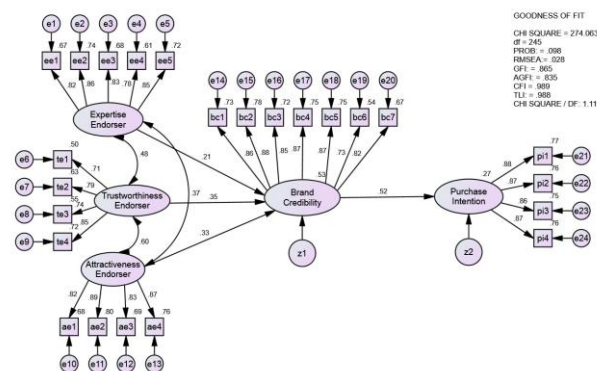 GOODNESS OF FIT
CHI SQUARE = 274.063
df = 245
PROB: = .098
RMSEA: = .028
GFI: = .865
AGFI: = .835
CFI = .989
TLI: = .988
CHI SQUARE / DF: 1.11
e1 e2 e3 e4 e5
.67 .74 .68 .61 .72
ee1 ee2 ee3 ee4 ee5
.82 .86 .83 .78 .85
Expertise
Endorser
e14 e15 e16 e17 e18 e19 e20
.73 .78 .72 .75 .75 .54 .67
bc1 bc2 bc3 bc4 bc5 bc6 bc7
.86 .88 .85 .87 .87 .73 .82
.48
.21
.37
.50
e6 te1 .71
.63
e7 te2 .79
.55
e8 te3 .74
.72
e9 te4 .85
Trustworthiness
Endorser
.35
.53
Brand
Credibility
.52
.27
Purchase
Intention
.77
.88 pi1 e21
.76
.87 pi2 e22
.75
.86 pi3 e23
.76
.87 pi4 e24
.60
.33
z1
z2
Attractiveness
Endorser
.82 .89 .83 .87
.68 .80 .69 .76
ae1 ae2 ae3 ae4
e10 e11 e12 e13